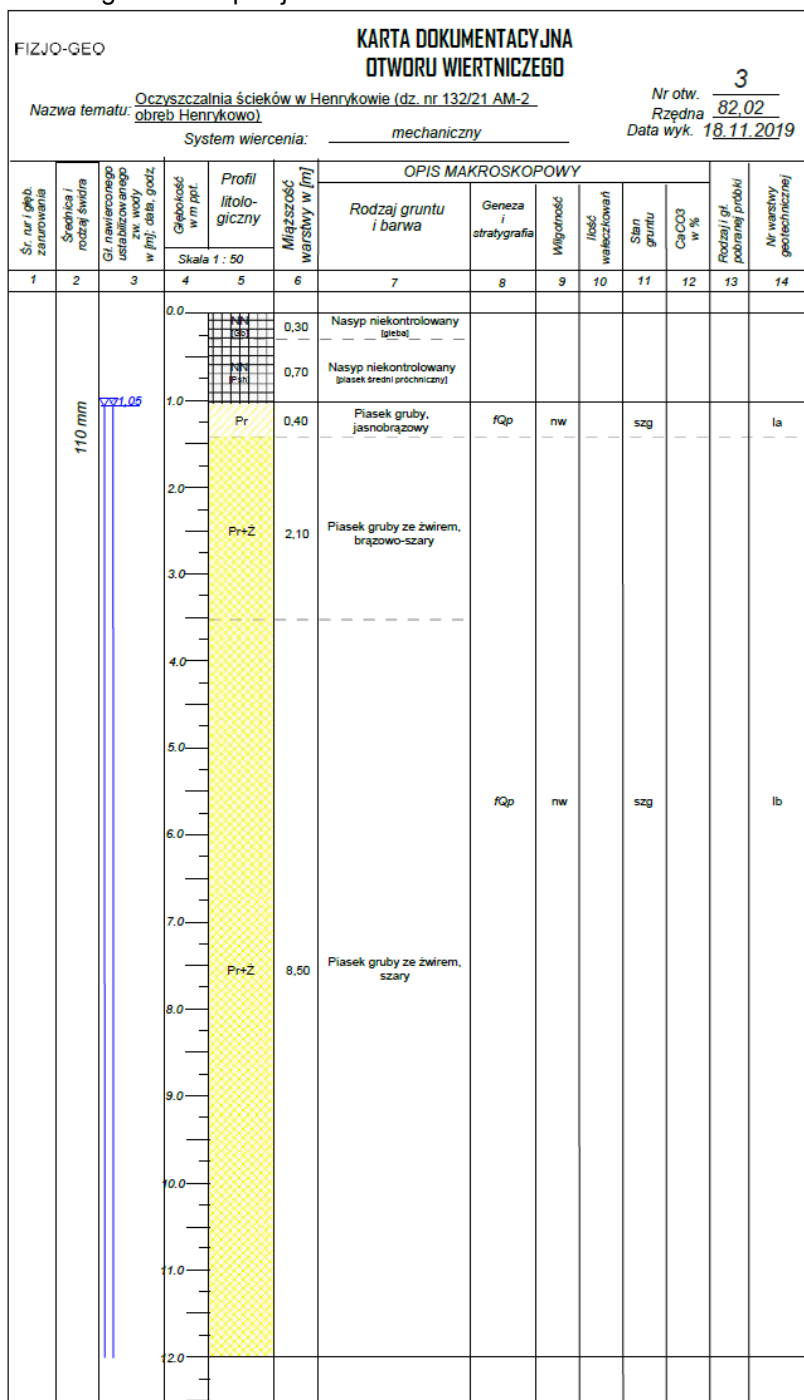 FIZJO-GEO
KARTA DOKUMENTACYJNA
OTWORU WIERTNICZEGO
Nr otw. 3
Nazwa tematu: Oczyszczalnia ścieków w Henrykowie (dz. nr 132/21 AM-2
obręb Henrykowo)
Rzędna 82,02
System wiercenia: mechaniczny
Data wyk. 18.11.2019
Śr. rur i głęb.
zarurowania
Średnica i
rodzaj świdra
Gł. nawierconego
ustabilizowanego
zw. wody
w [m]; data, godz,
Głębokość
w m ppt.
Profil
litolo-
giczny
Skala 1 : 50
Miąższość
warstwy w [m]
OPIS MAKROSKOPOWY
Rodzaj gruntu
i barwa
Geneza
i
stratygrafia
Wilgotność
Ilość
wałeczkowań
Stan
gruntu
CaCO3
w %
Rodzaj i gł.
pobranej próbki
Nr warstwy
geotechnicznej
1 2 3 4 5 6 7 8 9 10 11 12 13 14
0.0
NN
[Gb]
0,30
Nasyp niekontrolowany
[gleba]
NN
[Psh]
0,70
Nasyp niekontrolowany
[piasek średni próchniczny]
110 mm
1,05
1.0
Pr
0,40
Piasek gruby,
jasnobrązowy
fQp nw szg Ia
2.0
Pr+Ż
2,10
Piasek gruby ze żwirem,
brązowo-szary
3.0
4.0
5.0
fQp nw szg Ib
6.0
7.0
Pr+Ż
8,50
Piasek gruby ze żwirem,
szary
8.0
9.0
10.0
11.0
12.0